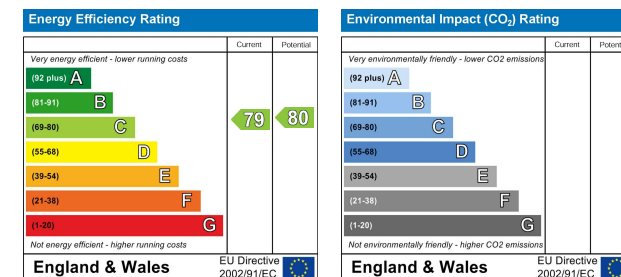 Energy Efficiency Rating
Current Potential
Very energy efficient - lower running costs
(92 plus) A
(81-91) B
(69-80) C
79 80
(55-68) D
(39-54) E
(21-38) F
(1-20) G
Not energy efficient - higher running costs
England & Wales
EU Directive
2002/91/EC
Environmental Impact (CO₂) Rating
Current Potent
Very environmentally friendly - lower CO2 emissions
(92 plus) A
(81-91) B
(69-80) C
(55-68) D
(39-54) E
(21-38) F
(1-20) G
Not environmentally friendly - higher CO2 emissions
England & Wales
EU Directive
2002/91/EC